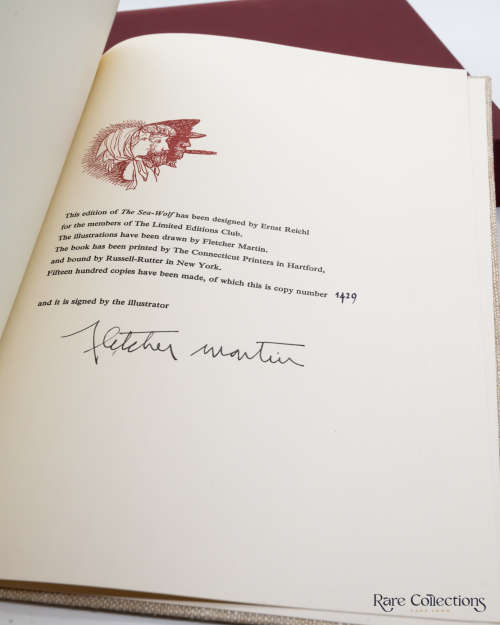 This edition of The Sea-Wolf has been designed by Ernst Reichl
for the members of The Limited Editions Club.
The illustrations have been drawn by Fletcher Martin.
The book has been printed by The Connecticut Printers in Hartford,
and bound by Russell-Rutter in New York.
Fifteen hundred copies have been made, of which this is copy number 1429
and it is signed by the illustrator
Fletcher Martin
Rare Collections